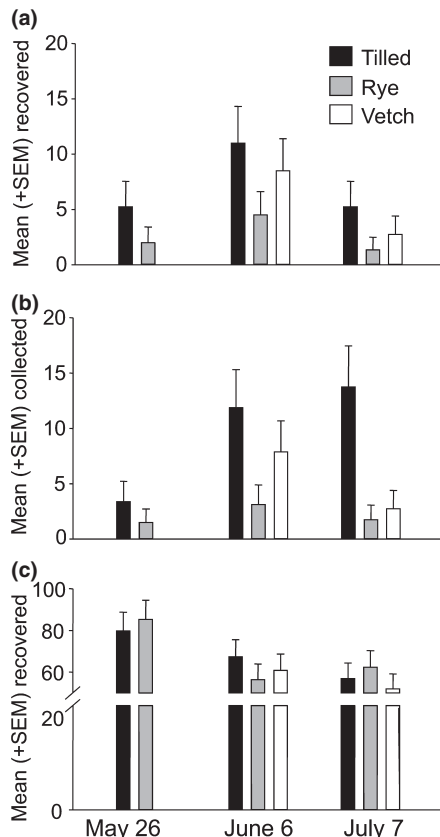 (a)
Mean (+SEM) recovered
20
15
10
5
0
Tilled
Rye
Vetch
(b)
Mean (+SEM) collected
20
15
10
5
0
(c)
Mean (+SEM) recovered
100
80
60
20
0
May 26 June 6 July 7